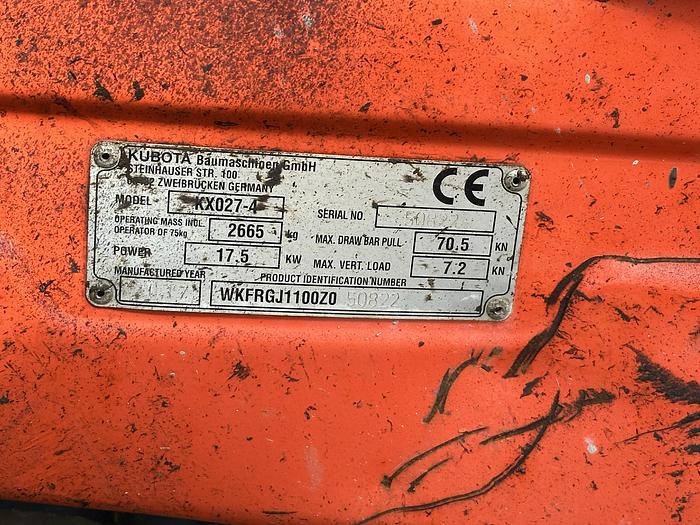 KUBOTA Baumaschinen GmbH
STEINHAUSER STR. 100
ZWEIBRÜCKEN GERMANY
CE
MODEL KX027-4 SERIAL NO.
OPERATING MASS INCL. OPERATOR OF 75kg 2665 kg MAX. DRAW BAR PULL 70.5 KN
POWER 17.5 KW MAX. VERT. LOAD 7.2 KN
MANUFACTURED YEAR PRODUCT IDENTIFICATION NUMBER
2017 WKFRGJ1100Z0 50822